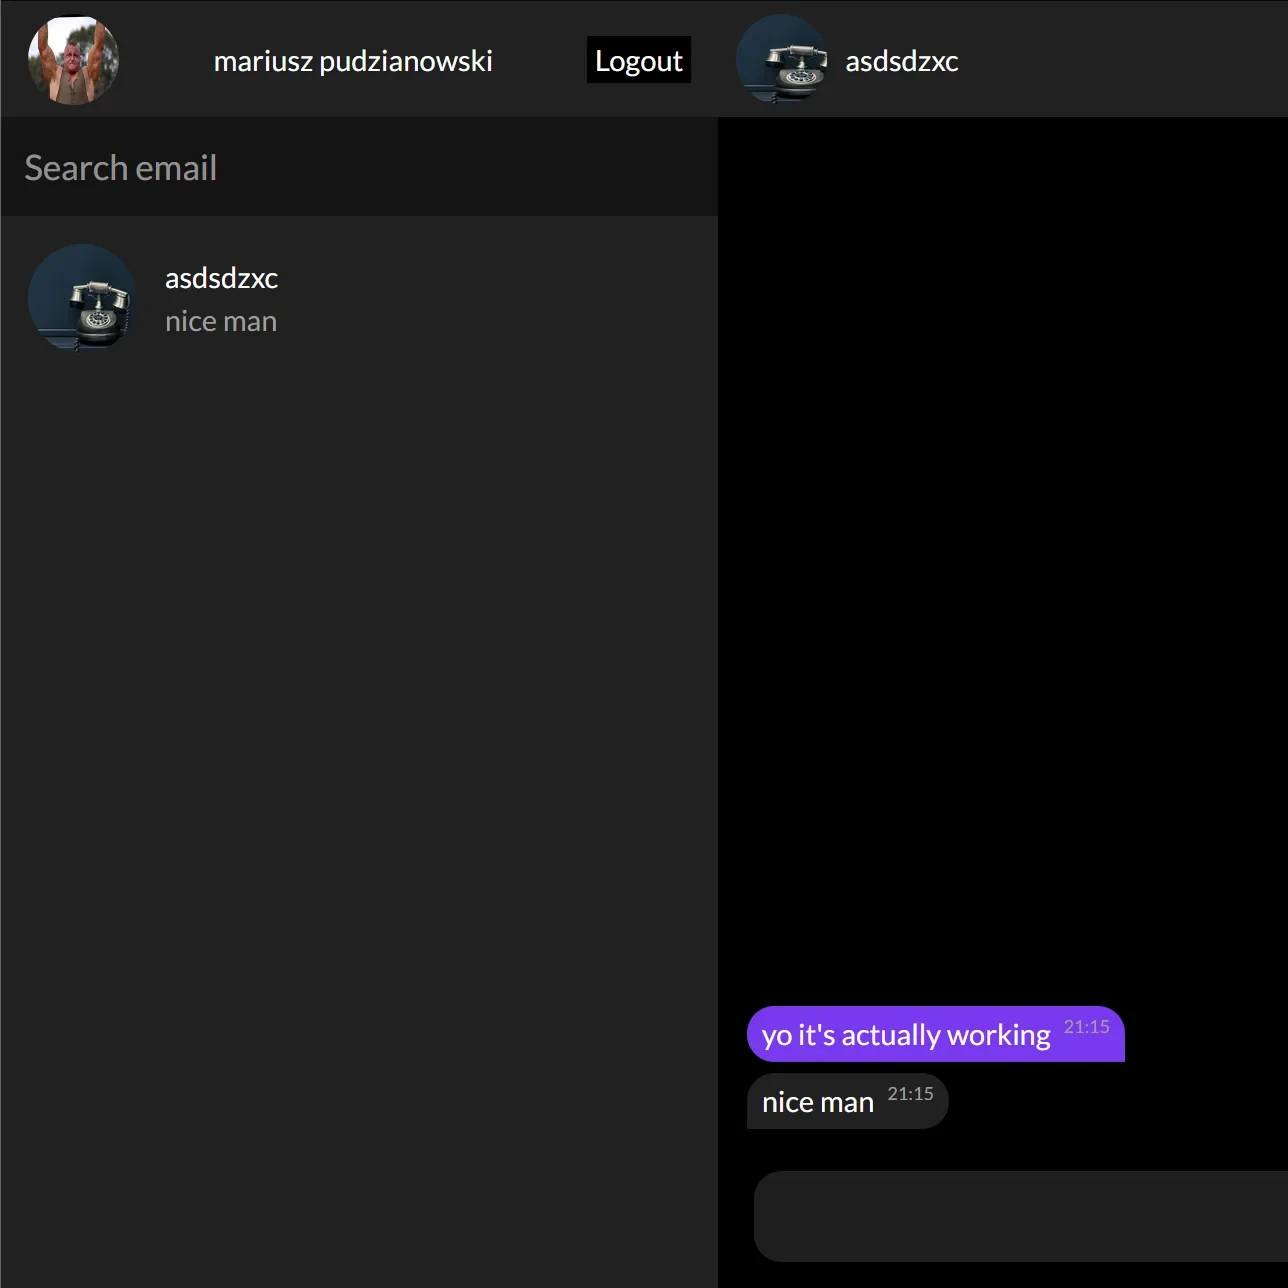 mariusz pudzianowski
Logout
asdsdzxc
Search email
asdsdzxc
nice man
yo it's actually working 21:15
nice man 21:15